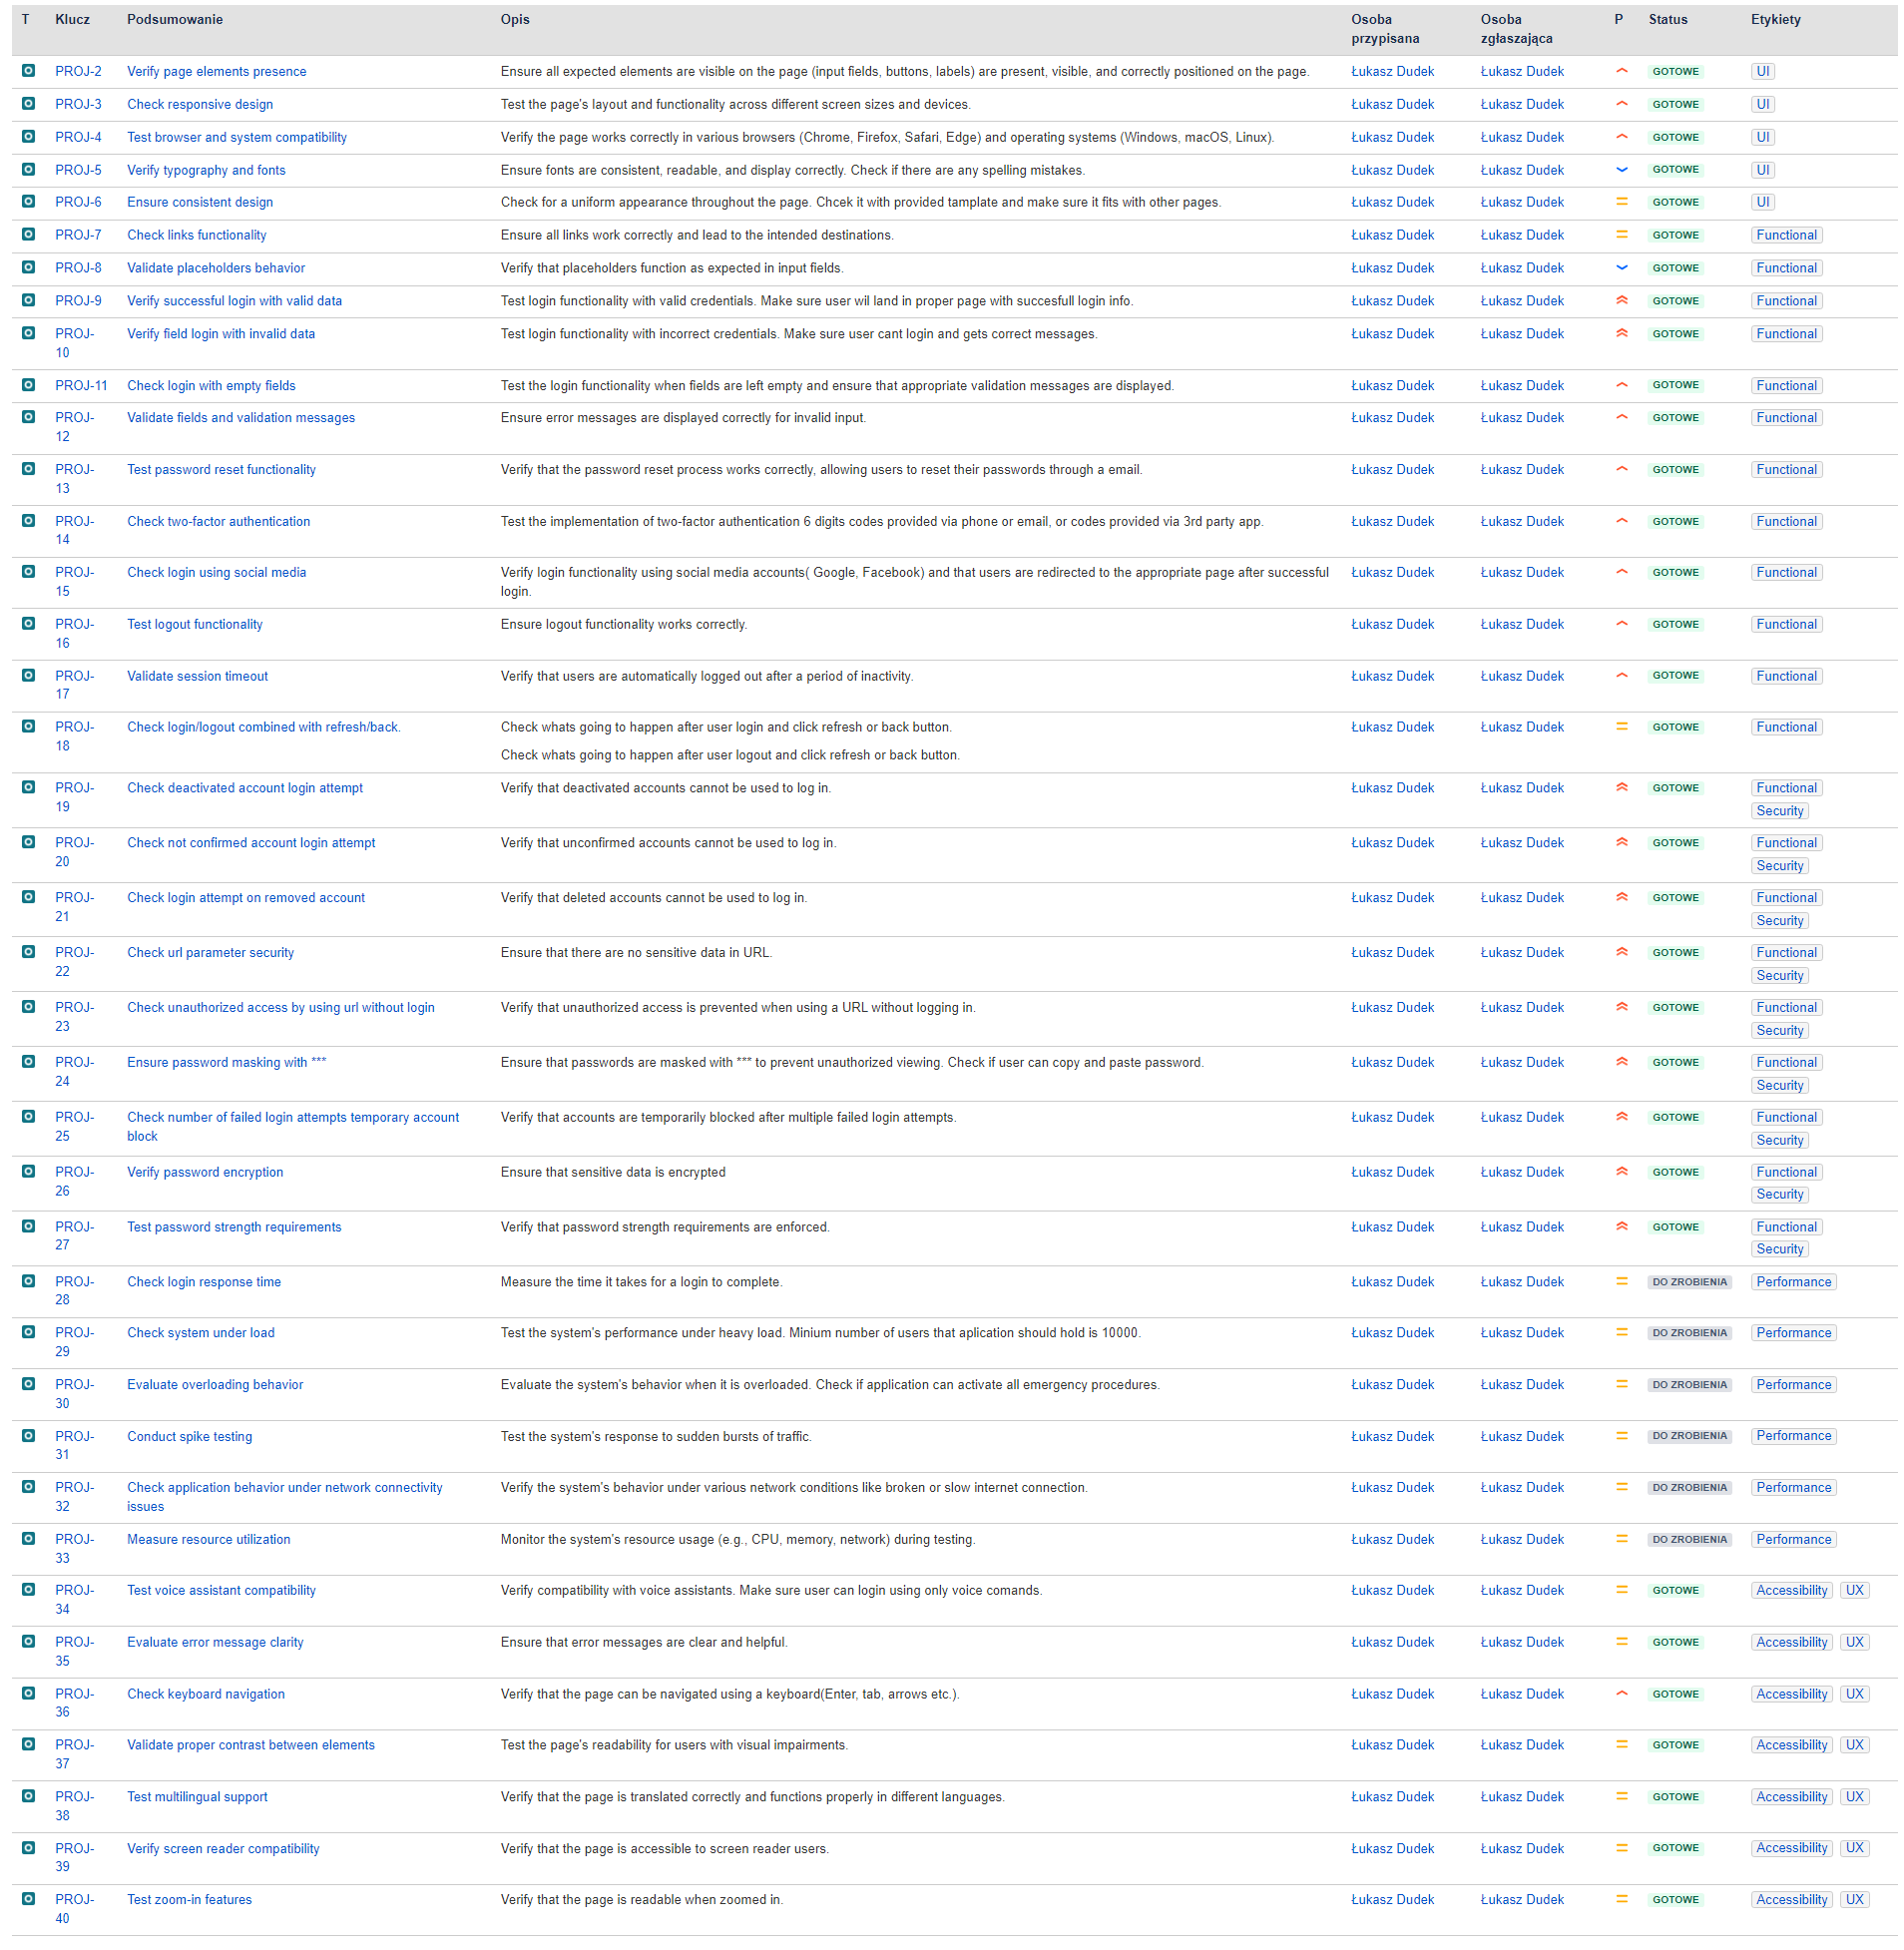 T Klucz Podsumowanie Opis Osoba przypisana Osoba zgłaszająca P Status Etykiety
PROJ-2 Verify page elements presence Ensure all expected elements are visible on the page (input fields, buttons, labels) are present, visible, and correctly positioned on the page. Łukasz Dudek Łukasz Dudek GOTOWE UI
PROJ-3 Check responsive design Test the page's layout and functionality across different screen sizes and devices. Łukasz Dudek Łukasz Dudek GOTOWE UI
PROJ-4 Test browser and system compatibility Verify the page works correctly in various browsers (Chrome, Firefox, Safari, Edge) and operating systems (Windows, macOS, Linux). Łukasz Dudek Łukasz Dudek GOTOWE UI
PROJ-5 Verify typography and fonts Ensure fonts are consistent, readable, and display correctly. Check if there are any spelling mistakes. Łukasz Dudek Łukasz Dudek GOTOWE UI
PROJ-6 Ensure consistent design Check for a uniform appearance throughout the page. Chcek it with provided tamplate and make sure it fits with other pages. Łukasz Dudek Łukasz Dudek GOTOWE UI
PROJ-7 Check links functionality Ensure all links work correctly and lead to the intended destinations. Łukasz Dudek Łukasz Dudek GOTOWE Functional
PROJ-8 Validate placeholders behavior Verify that placeholders function as expected in input fields. Łukasz Dudek Łukasz Dudek GOTOWE Functional
PROJ-9 Verify successful login with valid data Test login functionality with valid credentials. Make sure user wil land in proper page with succesfull login info. Łukasz Dudek Łukasz Dudek GOTOWE Functional
PROJ-10 Verify field login with invalid data Test login functionality with incorrect credentials. Make sure user cant login and gets correct messages. Łukasz Dudek Łukasz Dudek GOTOWE Functional
PROJ-11 Check login with empty fields Test the login functionality when fields are left empty and ensure that appropriate validation messages are displayed. Łukasz Dudek Łukasz Dudek GOTOWE Functional
PROJ-12 Validate fields and validation messages Ensure error messages are displayed correctly for invalid input. Łukasz Dudek Łukasz Dudek GOTOWE Functional
PROJ-13 Test password reset functionality Verify that the password reset process works correctly, allowing users to reset their passwords through a email. Łukasz Dudek Łukasz Dudek GOTOWE Functional
PROJ-14 Check two-factor authentication Test the implementation of two-factor authentication 6 digits codes provided via phone or email, or codes provided via 3rd party app. Łukasz Dudek Łukasz Dudek GOTOWE Functional
PROJ-15 Check login using social media Verify login functionality using social media accounts( Google, Facebook) and that users are redirected to the appropriate page after successful login. Łukasz Dudek Łukasz Dudek GOTOWE Functional
PROJ-16 Test logout functionality Ensure logout functionality works correctly. Łukasz Dudek Łukasz Dudek GOTOWE Functional
PROJ-17 Validate session timeout Verify that users are automatically logged out after a period of inactivity. Łukasz Dudek Łukasz Dudek GOTOWE Functional
PROJ-18 Check login/logout combined with refresh/back. Check whats going to happen after user login and click refresh or back button. Łukasz Dudek Łukasz Dudek GOTOWE Functional
Check whats going to happen after user logout and click refresh or back button.
PROJ-19 Check deactivated account login attempt Verify that deactivated accounts cannot be used to log in. Łukasz Dudek Łukasz Dudek GOTOWE Functional Security
PROJ-20 Check not confirmed account login attempt Verify that unconfirmed accounts cannot be used to log in. Łukasz Dudek Łukasz Dudek GOTOWE Functional Security
PROJ-21 Check login attempt on removed account Verify that deleted accounts cannot be used to log in. Łukasz Dudek Łukasz Dudek GOTOWE Functional Security
PROJ-22 Check url parameter security Ensure that there are no sensitive data in URL. Łukasz Dudek Łukasz Dudek GOTOWE Functional Security
PROJ-23 Check unauthorized access by using url without login Verify that unauthorized access is prevented when using a URL without logging in. Łukasz Dudek Łukasz Dudek GOTOWE Functional Security
PROJ-24 Ensure password masking with *** Ensure that passwords are masked with *** to prevent unauthorized viewing. Check if user can copy and paste password. Łukasz Dudek Łukasz Dudek GOTOWE Functional Security
PROJ-25 Check number of failed login attempts temporary account block Verify that accounts are temporarily blocked after multiple failed login attempts. Łukasz Dudek Łukasz Dudek GOTOWE Functional Security
PROJ-26 Verify password encryption Ensure that sensitive data is encrypted Łukasz Dudek Łukasz Dudek GOTOWE Functional Security
PROJ-27 Test password strength requirements Verify that password strength requirements are enforced. Łukasz Dudek Łukasz Dudek GOTOWE Functional Security
PROJ-28 Check login response time Measure the time it takes for a login to complete. Łukasz Dudek Łukasz Dudek DO ZROBIENIA Performance
PROJ-29 Check system under load Test the system's performance under heavy load. Minium number of users that aplication should hold is 10000. Łukasz Dudek Łukasz Dudek DO ZROBIENIA Performance
PROJ-30 Evaluate overloading behavior Evaluate the system's behavior when it is overloaded. Check if application can activate all emergency procedures. Łukasz Dudek Łukasz Dudek DO ZROBIENIA Performance
PROJ-31 Conduct spike testing Test the system's response to sudden bursts of traffic. Łukasz Dudek Łukasz Dudek DO ZROBIENIA Performance
PROJ-32 Check application behavior under network connectivity issues Verify the system's behavior under various network conditions like broken or slow internet connection. Łukasz Dudek Łukasz Dudek DO ZROBIENIA Performance
PROJ-33 Measure resource utilization Monitor the system's resource usage (e.g., CPU, memory, network) during testing. Łukasz Dudek Łukasz Dudek DO ZROBIENIA Performance
PROJ-34 Test voice assistant compatibility Verify compatibility with voice assistants. Make sure user can login using only voice comands. Łukasz Dudek Łukasz Dudek GOTOWE Accessibility UX
PROJ-35 Evaluate error message clarity Ensure that error messages are clear and helpful. Łukasz Dudek Łukasz Dudek GOTOWE Accessibility UX
PROJ-36 Check keyboard navigation Verify that the page can be navigated using a keyboard(Enter, tab, arrows etc.). Łukasz Dudek Łukasz Dudek GOTOWE Accessibility UX
PROJ-37 Validate proper contrast between elements Test the page's readability for users with visual impairments. Łukasz Dudek Łukasz Dudek GOTOWE Accessibility UX
PROJ-38 Test multilingual support Verify that the page is translated correctly and functions properly in different languages. Łukasz Dudek Łukasz Dudek GOTOWE Accessibility UX
PROJ-39 Verify screen reader compatibility Verify that the page is accessible to screen reader users. Łukasz Dudek Łukasz Dudek GOTOWE Accessibility UX
PROJ-40 Test zoom-in features Verify that the page is readable when zoomed in. Łukasz Dudek Łukasz Dudek GOTOWE Accessibility UX